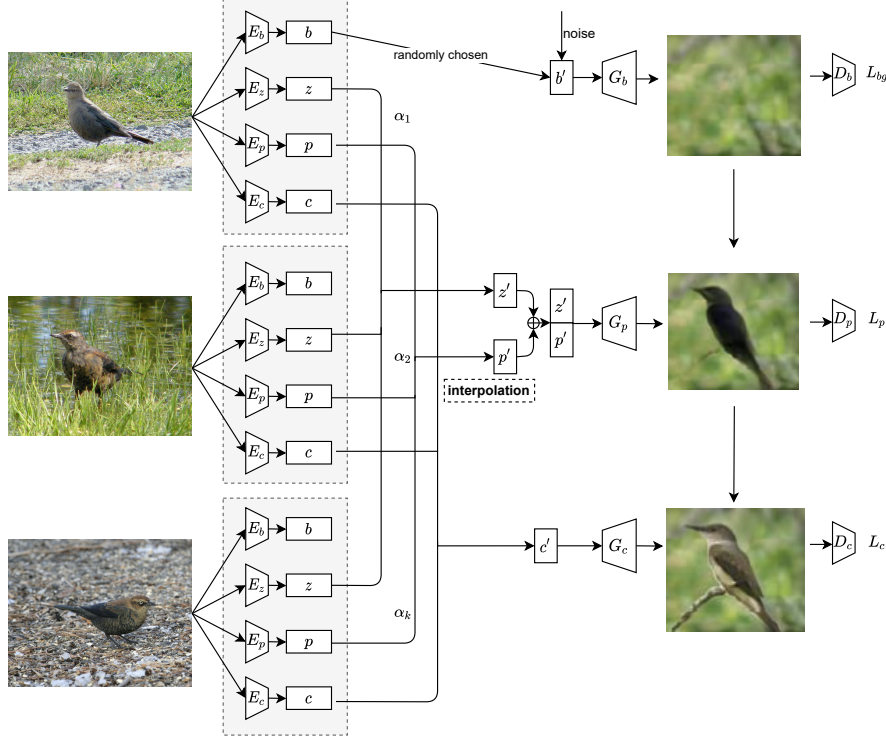 E_b b
randomly chosen
noise
b′ G_b D_b L_bg
E_z z
α_1
E_p p
E_c c
E_b b
z′
z′
p′
G_p D_p L_p
E_z z
α_2
p′
interpolation
E_p p
E_c c
E_b b
c′ G_c D_c L_c
E_z z
α_k
E_p p
E_c c